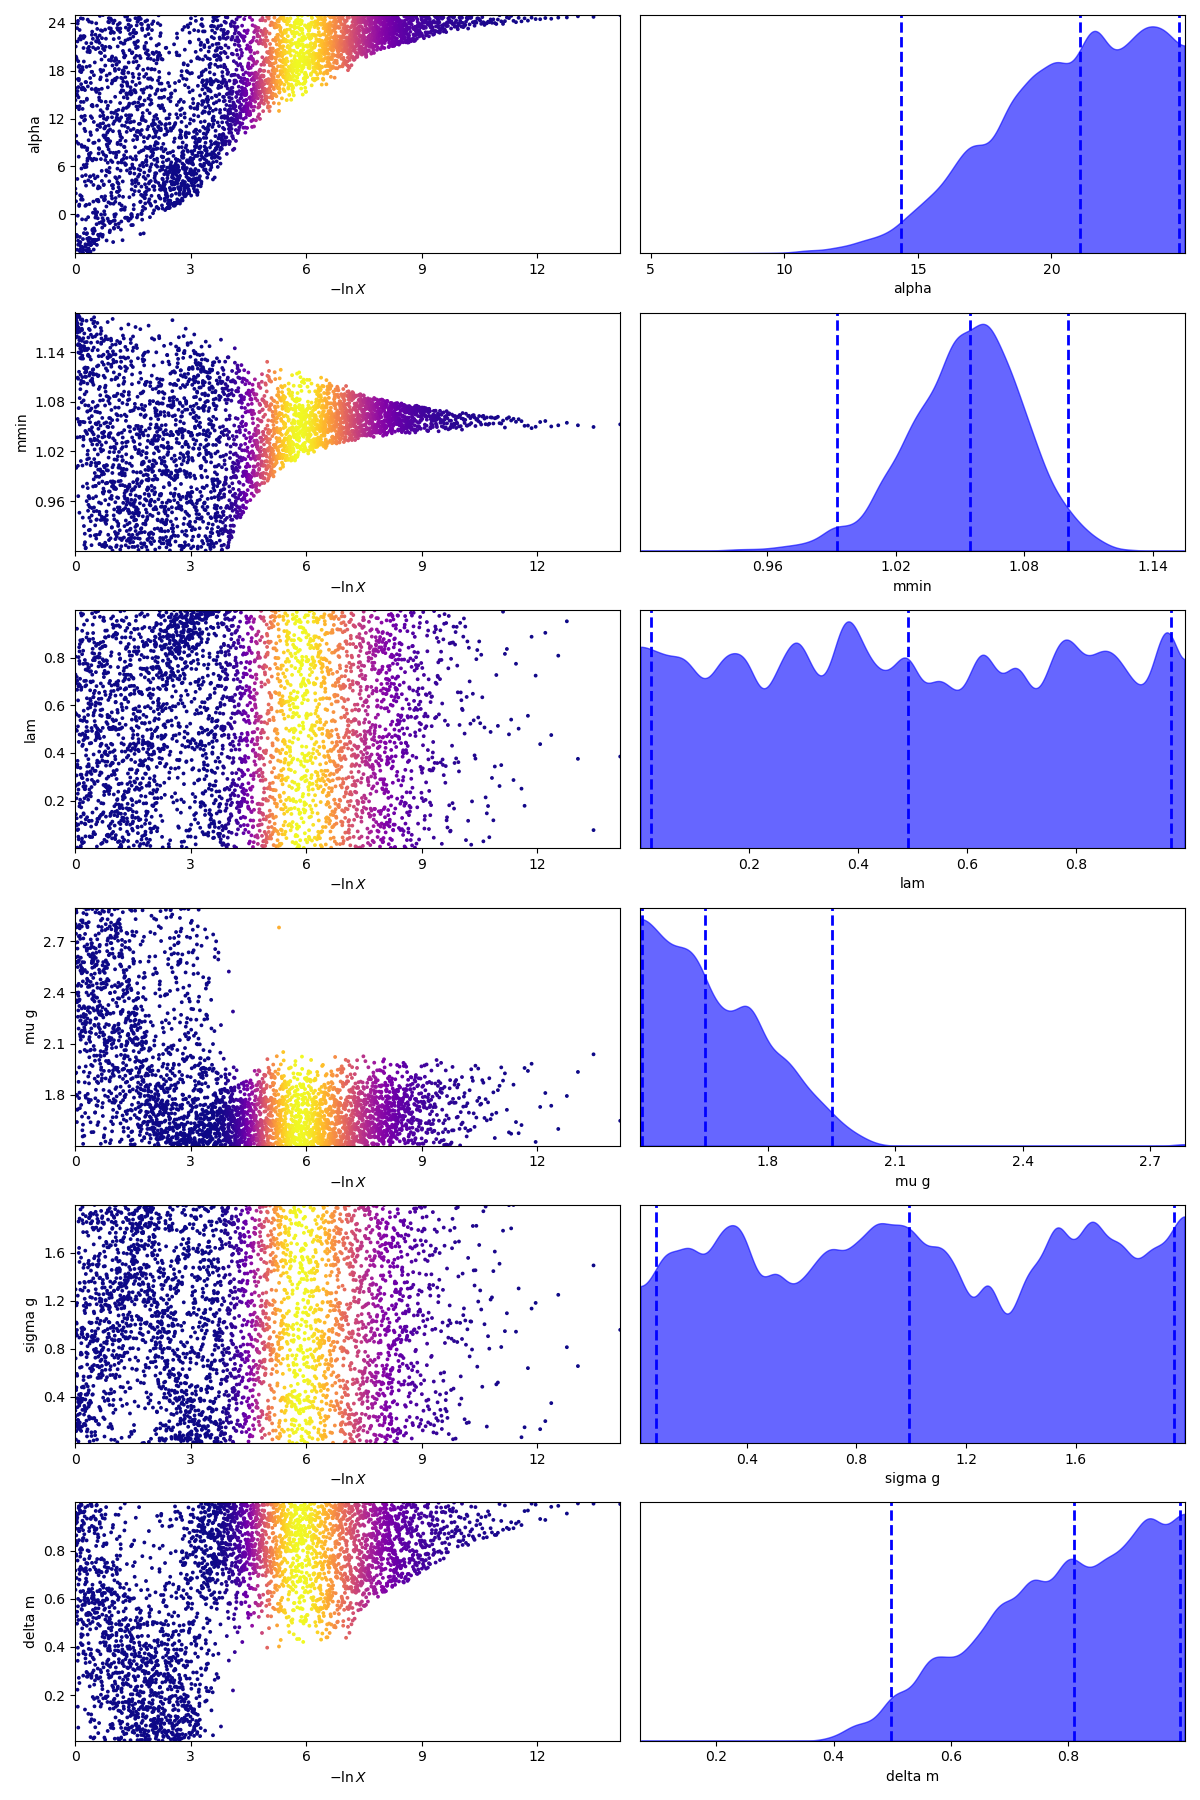 24
18
12
6
0
alpha
0 3 6 9 12
−ln X
5 10 15 20
alpha
1.14
1.08
1.02
0.96
mmin
0 3 6 9 12
−ln X
0.96 1.02 1.08 1.14
mmin
0.8
0.6
0.4
0.2
lam
0 3 6 9 12
−ln X
0.2 0.4 0.6 0.8
lam
2.7
2.4
2.1
1.8
mu g
0 3 6 9 12
−ln X
1.8 2.1 2.4 2.7
mu g
1.6
1.2
0.8
0.4
sigma g
0 3 6 9 12
−ln X
0.4 0.8 1.2 1.6
sigma g
0.8
0.6
0.4
0.2
delta m
0 3 6 9 12
−ln X
0.2 0.4 0.6 0.8
delta m